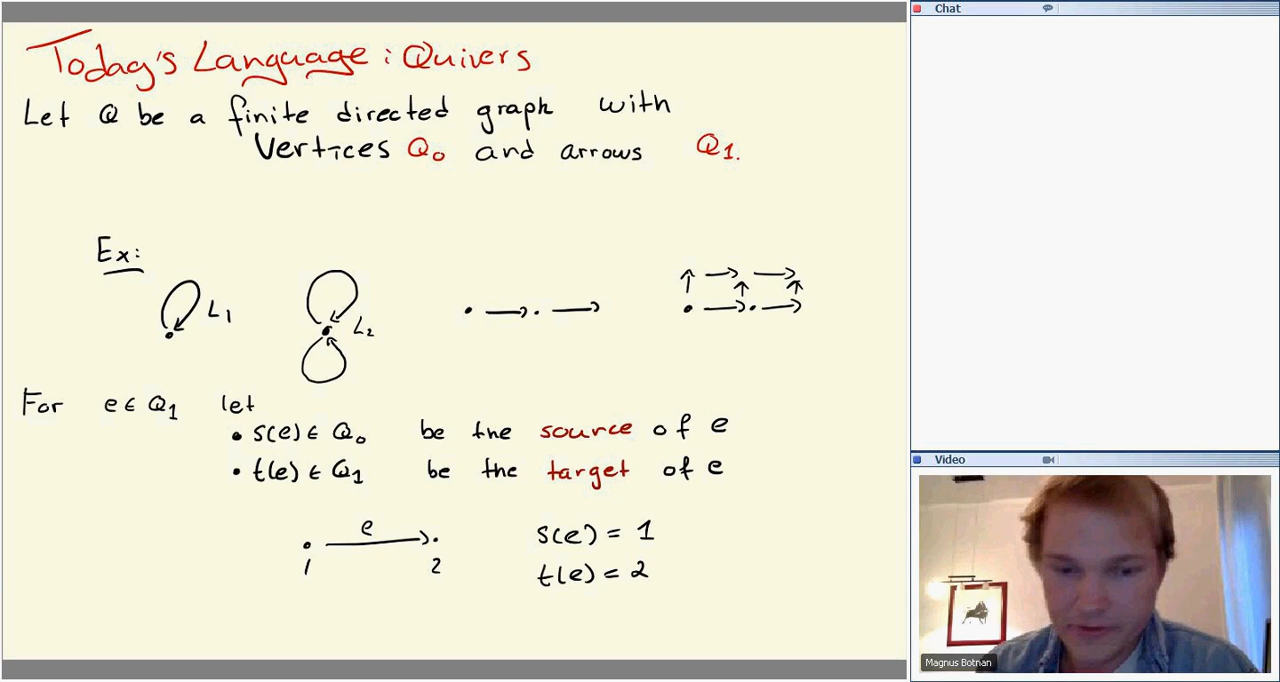 Today's Language : Quivers
Let Q be a finite directed graph with
vertices Q₀ and arrows Q₁.
Ex:
L₁
L₂
For e ∈ Q₁ let
• s(e) ∈ Q₀ be the source of e
• t(e) ∈ Q₁ be the target of e
e
1 2
s(e) = 1
t(e) = 2
Chat
Video
Magnus Botnan